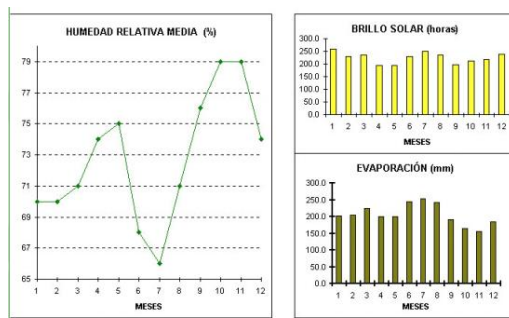 HUMEDAD RELATIVA MEDIA (%)
79
77
75
73
71
69
67
65
1 2 3 4 5 6 7 8 9 10 11 12
MESES
BRILLO SOLAR (horas)
300.0
250.0
200.0
150.0
100.0
50.0
0.0
1 2 3 4 5 6 7 8 9 10 11 12
MESES
EVAPORACIÓN (mm)
300.0
250.0
200.0
150.0
100.0
50.0
0.0
1 2 3 4 5 6 7 8 9 10 11 12
MESES